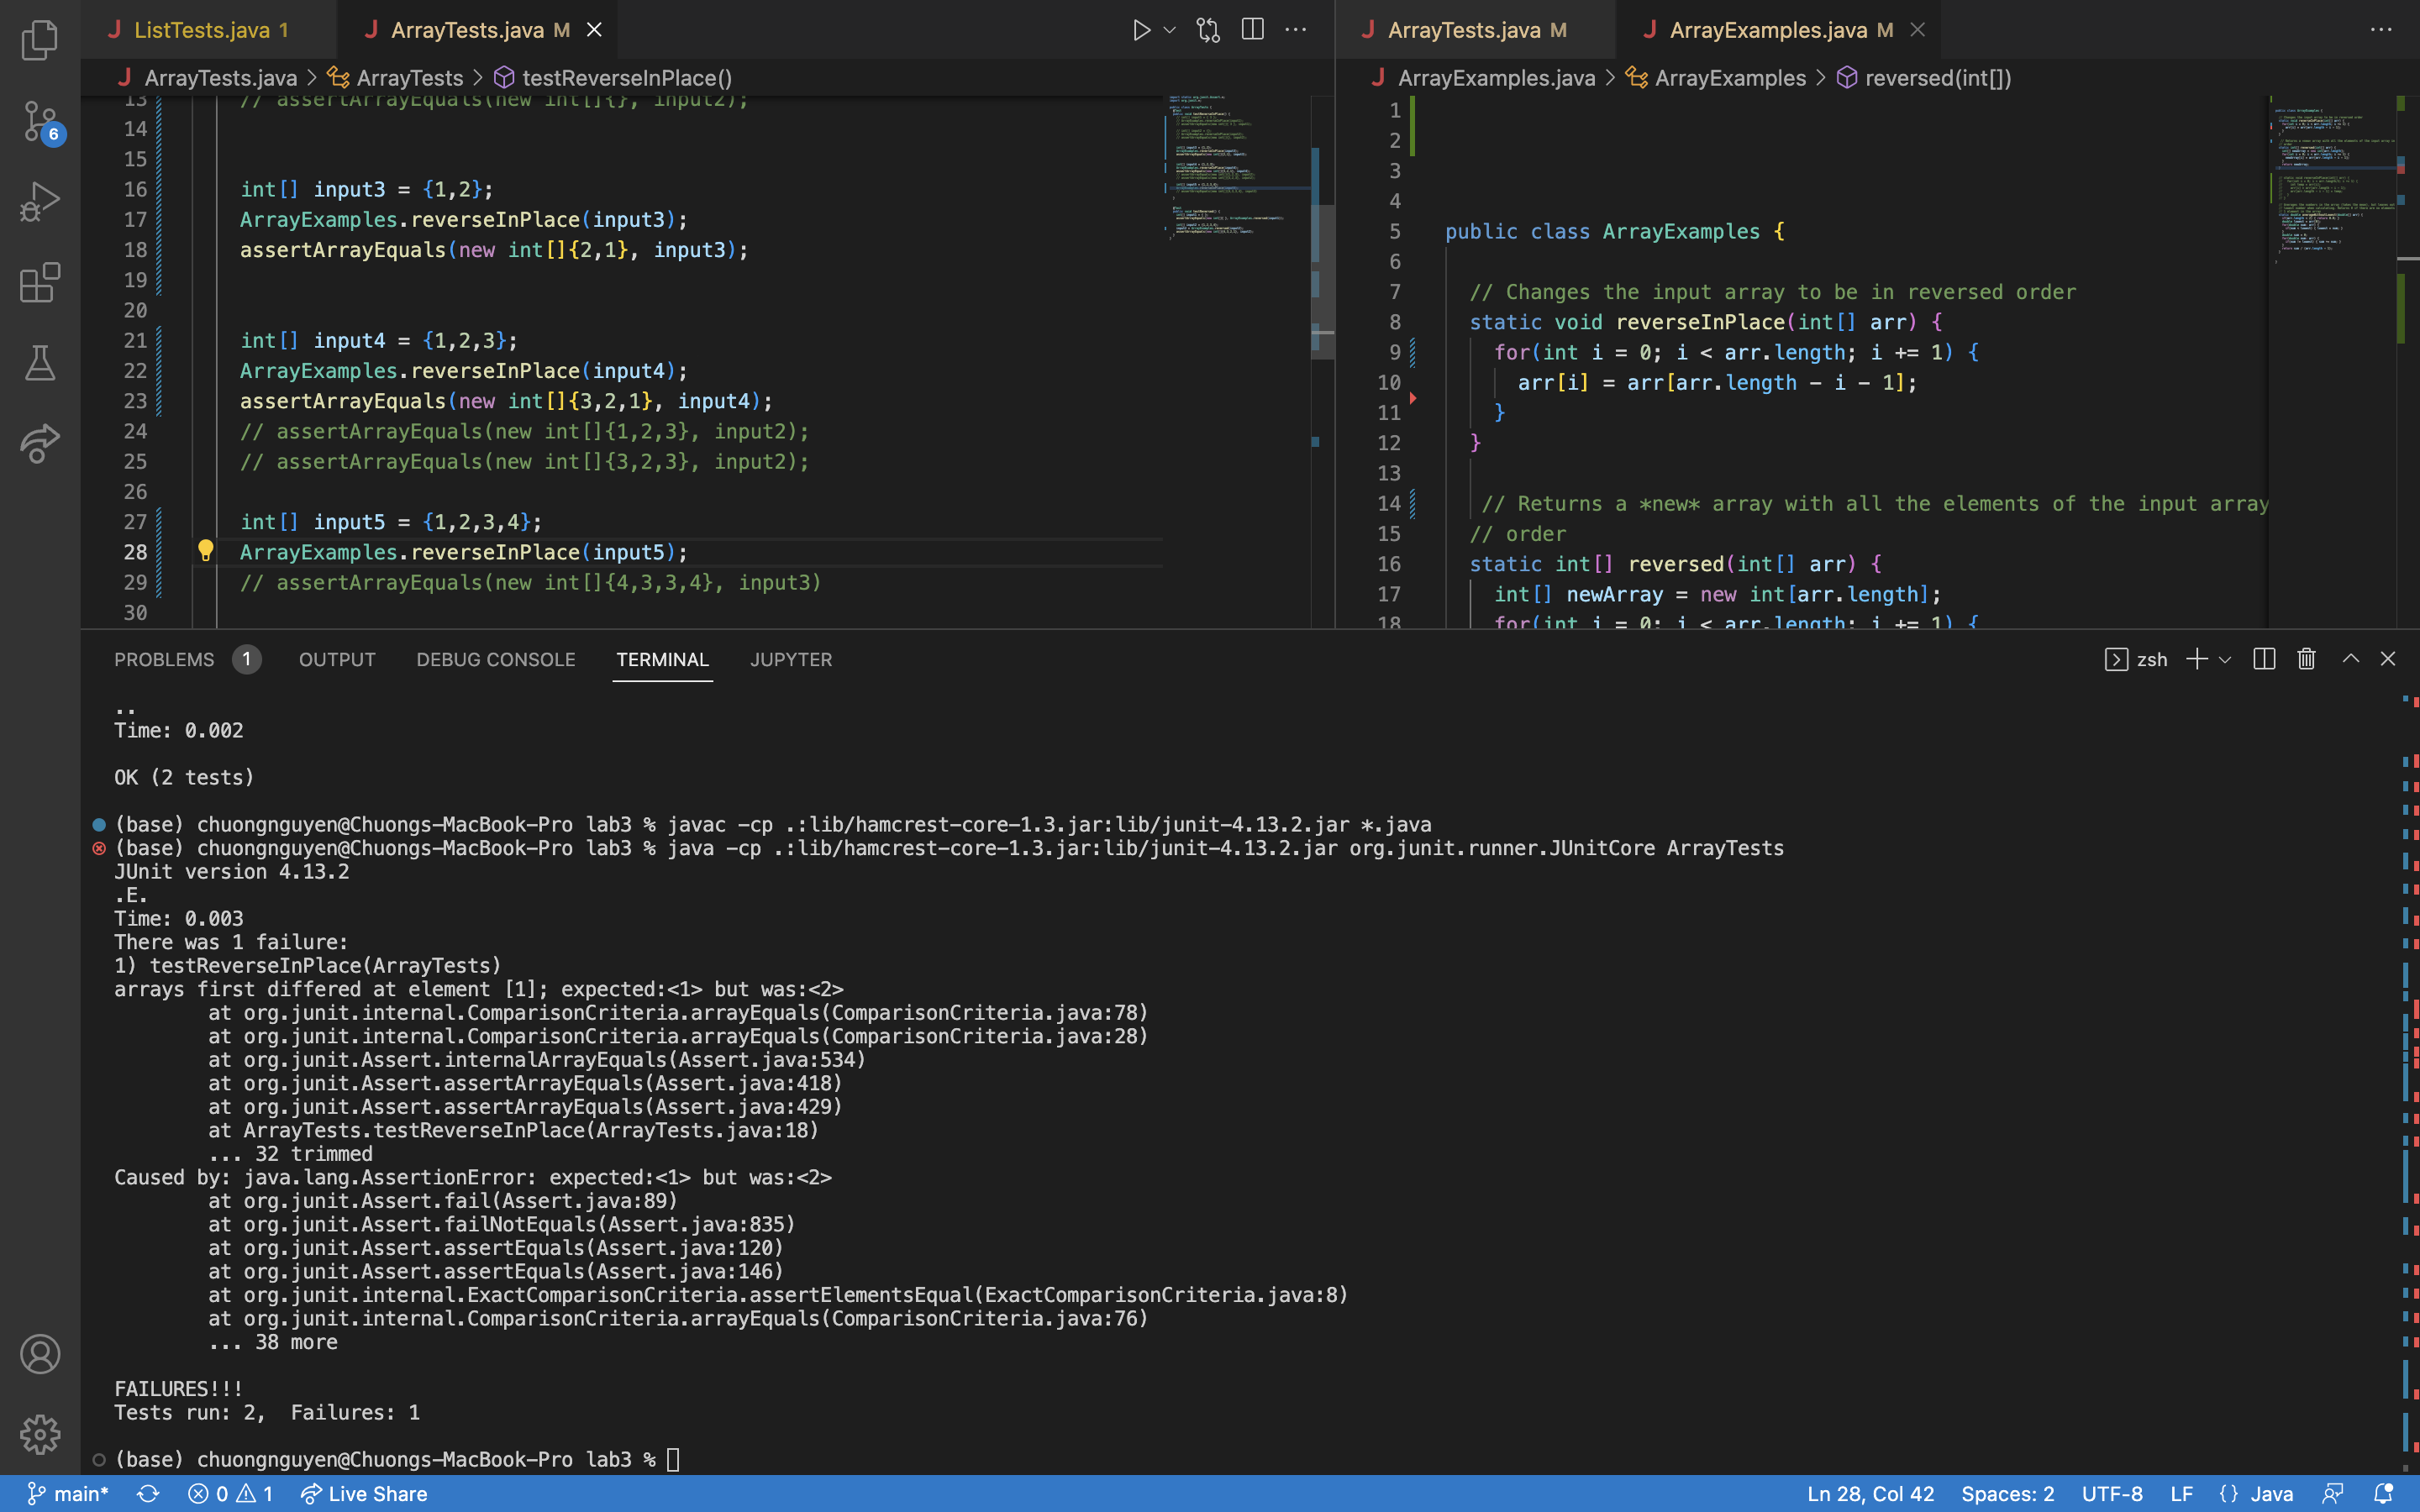 ListTests.java 1
ArrayTests.java M
ArrayTests.java M
ArrayExamples.java M
ArrayTests.java > ArrayTests > testReverseInPlace()
ArrayExamples.java > ArrayExamples > reversed(int[])
6
13 // assertArrayEquals(new int[]{}, input2);
14
15
16 int[] input3 = {1,2};
17 ArrayExamples.reverseInPlace(input3);
18 assertArrayEquals(new int[]{2,1}, input3);
19
20
21 int[] input4 = {1,2,3};
22 ArrayExamples.reverseInPlace(input4);
23 assertArrayEquals(new int[]{3,2,1}, input4);
24 // assertArrayEquals(new int[]{1,2,3}, input2);
25 // assertArrayEquals(new int[]{3,2,3}, input2);
26
27 int[] input5 = {1,2,3,4};
28 ArrayExamples.reverseInPlace(input5);
29 // assertArrayEquals(new int[]{4,3,3,4}, input3)
30
1
2
3
4
5 public class ArrayExamples {
6
7 // Changes the input array to be in reversed order
8 static void reverseInPlace(int[] arr) {
9 for(int i = 0; i < arr.length; i += 1) {
10 arr[i] = arr[arr.length - i - 1];
11 }
12 }
13
14 // Returns a *new* array with all the elements of the input array
15 // order
16 static int[] reversed(int[] arr) {
17 int[] newArray = new int[arr.length];
18 for(int i = 0; i < arr.length; i += 1) {
PROBLEMS 1 OUTPUT DEBUG CONSOLE TERMINAL JUPYTER
zsh
..
Time: 0.002
OK (2 tests)
(base) chuongnguyen@Chuongs-MacBook-Pro lab3 % javac -cp .:lib/hamcrest-core-1.3.jar:lib/junit-4.13.2.jar *.java
(base) chuongnguyen@Chuongs-MacBook-Pro lab3 % java -cp .:lib/hamcrest-core-1.3.jar:lib/junit-4.13.2.jar org.junit.runner.JUnitCore ArrayTests
JUnit version 4.13.2
.E.
Time: 0.003
There was 1 failure:
1) testReverseInPlace(ArrayTests)
arrays first differed at element [1]; expected:<1> but was:<2>
at org.junit.internal.ComparisonCriteria.arrayEquals(ComparisonCriteria.java:78)
at org.junit.internal.ComparisonCriteria.arrayEquals(ComparisonCriteria.java:28)
at org.junit.Assert.internalArrayEquals(Assert.java:534)
at org.junit.Assert.assertArrayEquals(Assert.java:418)
at org.junit.Assert.assertArrayEquals(Assert.java:429)
at ArrayTests.testReverseInPlace(ArrayTests.java:18)
... 32 trimmed
Caused by: java.lang.AssertionError: expected:<1> but was:<2>
at org.junit.Assert.fail(Assert.java:89)
at org.junit.Assert.failNotEquals(Assert.java:835)
at org.junit.Assert.assertEquals(Assert.java:120)
at org.junit.Assert.assertEquals(Assert.java:146)
at org.junit.internal.ExactComparisonCriteria.assertElementsEqual(ExactComparisonCriteria.java:8)
at org.junit.internal.ComparisonCriteria.arrayEquals(ComparisonCriteria.java:76)
... 38 more
FAILURES!!!
Tests run: 2,  Failures: 1
(base) chuongnguyen@Chuongs-MacBook-Pro lab3 %
main* 0 1 Live Share
Ln 28, Col 42 Spaces: 2 UTF-8 LF {} Java